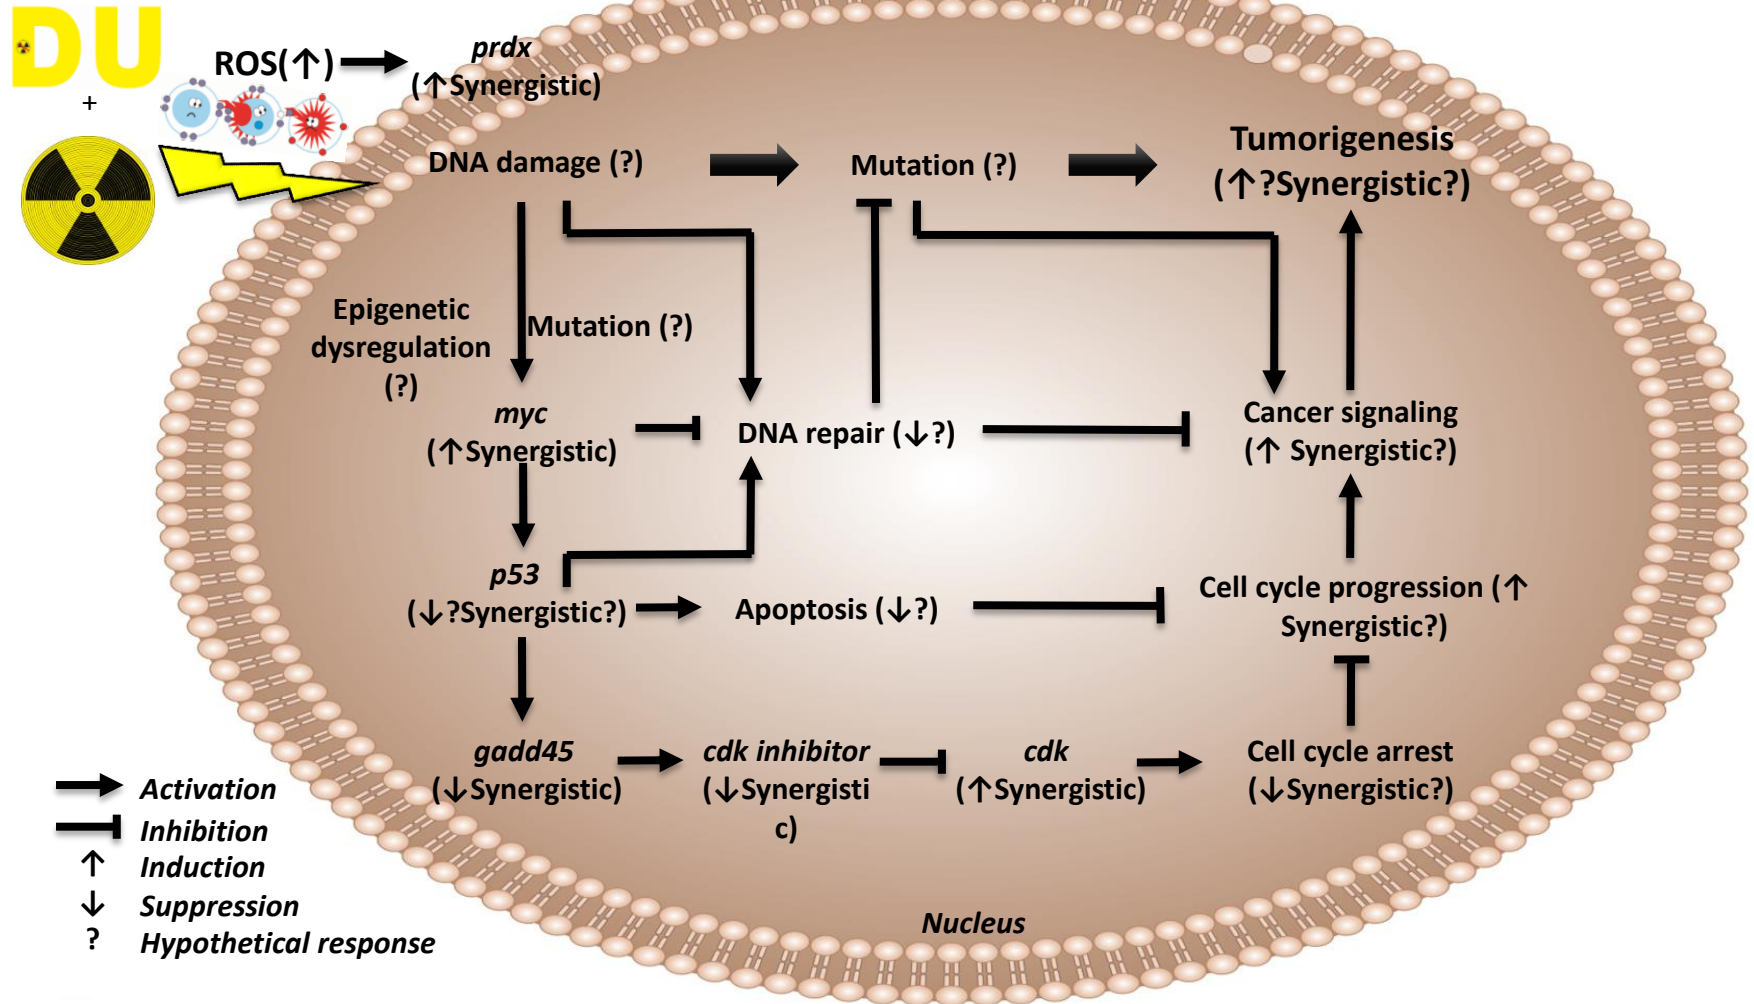 DU
+
ROS(↑)
prdx
(↑Synergistic)
DNA damage (?)
Mutation (?)
Tumorigenesis
(↑?Synergistic?)
Epigenetic
dysregulation
(?)
Mutation (?)
myc
(↑Synergistic)
DNA repair (↓?)
Cancer signaling
(↑ Synergistic?)
p53
(↓?Synergistic?)
Apoptosis (↓?)
Cell cycle progression (↑
Synergistic?)
gadd45
(↓Synergistic)
cdk inhibitor
(↓Synergisti
c)
cdk
(↑Synergistic)
Cell cycle arrest
(↓Synergistic?)
Activation
Inhibition
↑ Induction
↓ Suppression
? Hypothetical response
Nucleus